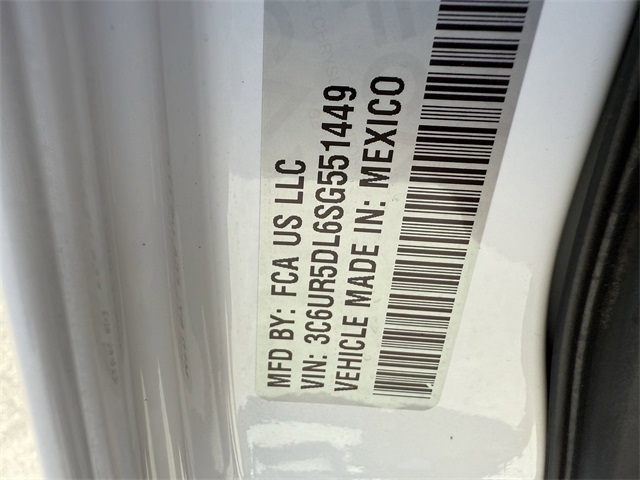 MFD BY: FCA US LLC
VIN: 3C6UR5DL6SG551449
VEHICLE MADE IN: MEXICO